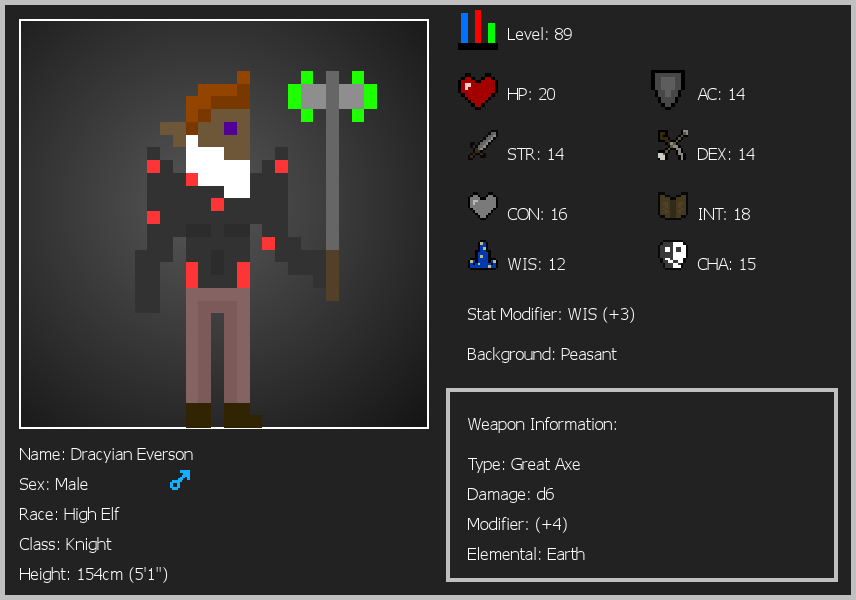 Level: 89
HP: 20
AC: 14
STR: 14
DEX: 14
CON: 16
INT: 18
WIS: 12
CHA: 15
Stat Modifier: WIS (+3)
Background: Peasant
Weapon Information:
Type: Great Axe
Damage: d6
Modifier: (+4)
Elemental: Earth
Name: Dracyian Everson
Sex: Male
Race: High Elf
Class: Knight
Height: 154cm (5'1")